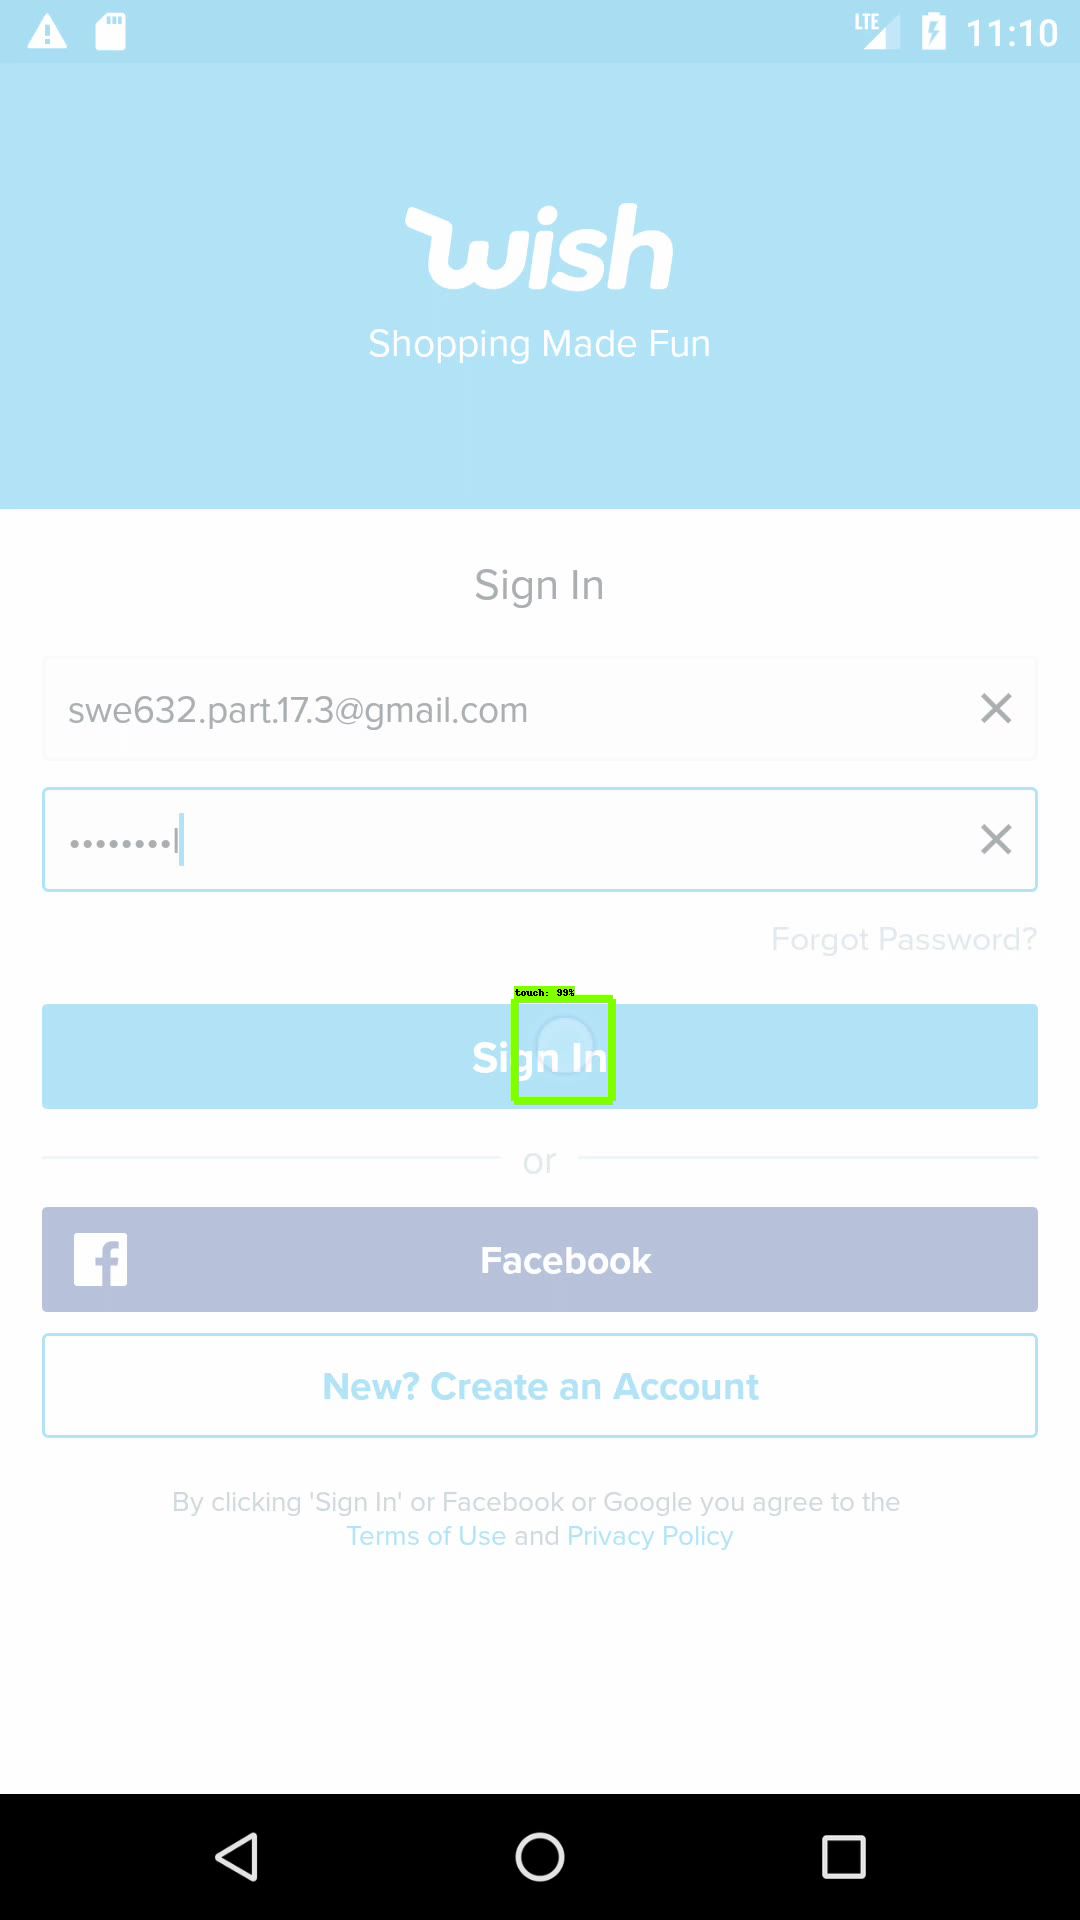 LTE 11:10
wish
Shopping Made Fun
Sign In
swe632.part.17.3@gmail.com
••••••••
Forgot Password?
touch: 99%
Sign In
or
Facebook
New? Create an Account
By clicking 'Sign In' or Facebook or Google you agree to the
Terms of Use and Privacy Policy